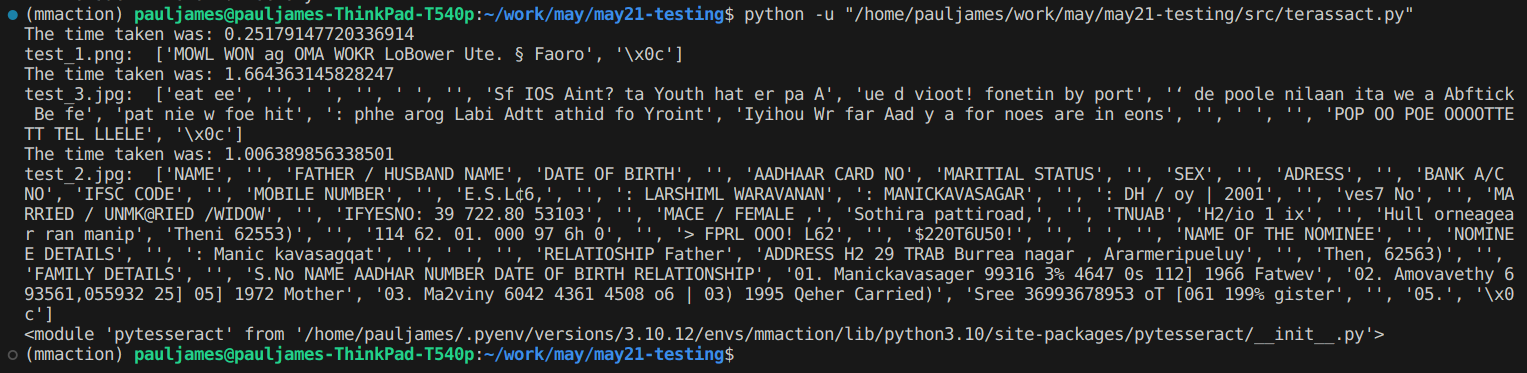 (mmaction) pauljames@pauljames-ThinkPad-T540p:~/work/may/may21-testing$ python -u "/home/pauljames/work/may/may21-testing/src/terassact.py"
The time taken was: 0.25179147720336914
test_1.png:  ['MOWL WON ag OMA WOKR LoBower Ute. § Faoro', '\x0c']
The time taken was: 1.664363145828247
test_3.jpg:  ['eat ee', '', ' ', '', ' ', '', 'Sf IOS Aint? ta Youth hat er pa A', 'ue d vioot! fonetin by port', '‘ de poole nilaan ita we a Abftick
 Be fe', 'pat nie w foe hit', ': phhe arog Labi Adtt athid fo Yroint', 'Iyihou Wr far Aad y a for noes are in eons', '', ' ', '', 'POP OO POE OOOOTTE
TT TEL LLELE', '\x0c']
The time taken was: 1.006389856338501
test_2.jpg:  ['NAME', '', 'FATHER / HUSBAND NAME', 'DATE OF BIRTH', '', 'AADHAAR CARD NO', 'MARITIAL STATUS', '', 'SEX', '', 'ADRESS', '', 'BANK A/C
NO', 'IFSC CODE', '', 'MOBILE NUMBER', '', 'E.S.L¢6,', '', ': LARSHIML WARAVANAN', ': MANICKAVASAGAR', '', ': DH / oy | 2001', '', 'ves7 No', '', 'MA
RRIED / UNMK@RIED /WIDOW', '', 'IFYESNO: 39 722.80 53103', '', 'MACE / FEMALE ,', 'Sothira pattiroad,', '', 'TNUAB', 'H2/io 1 ix', '', 'Hull orneagea
r ran manip', 'Theni 62553)', '', '114 62. 01. 000 97 6h 0', '', '> FPRL OOO! L62', '', '$220T6U50!', '', ' ', '', 'NAME OF THE NOMINEE', '', 'NOMINE
E DETAILS', '', ': Manic kavasagqat', '', ' ', '', 'RELATIOSHIP Father', 'ADDRESS H2 29 TRAB Burrea nagar , Ararmeripueluy', '', 'Then, 62563)', '',
'FAMILY DETAILS', '', 'S.No NAME AADHAR NUMBER DATE OF BIRTH RELATIONSHIP', '01. Manickavasager 99316 3% 4647 0s 112] 1966 Fatwev', '02. Amovavethy 6
93561,055932 25] 05] 1972 Mother', '03. Ma2viny 6042 4361 4508 o6 | 03) 1995 Qeher Carried)', 'Sree 36993678953 oT [061 199% gister', '', '05.', '\x0
c']
<module 'pytesseract' from '/home/pauljames/.pyenv/versions/3.10.12/envs/mmaction/lib/python3.10/site-packages/pytesseract/__init__.py'>
(mmaction) pauljames@pauljames-ThinkPad-T540p:~/work/may/may21-testing$